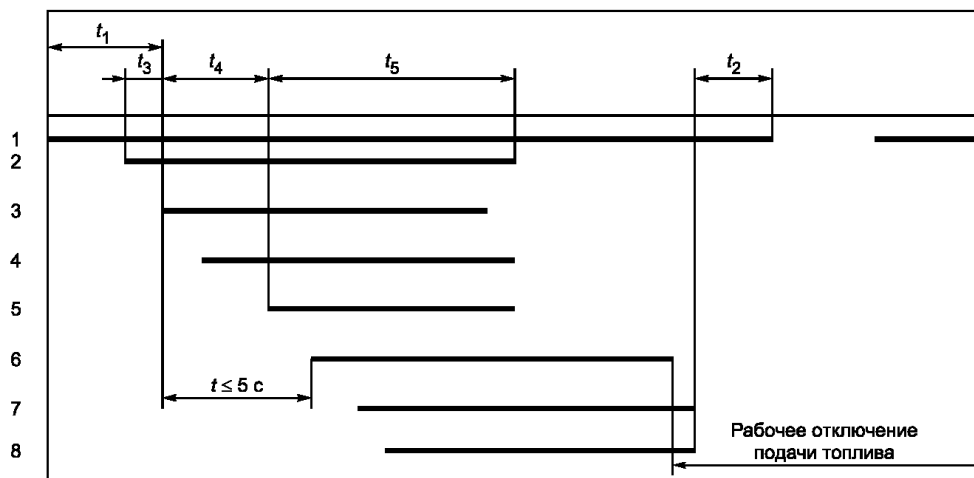 t1
t3
t4
t5
t2
1
2
3
4
5
6
t ≤ 5 с
7
8
Рабочее отключение
подачи топлива